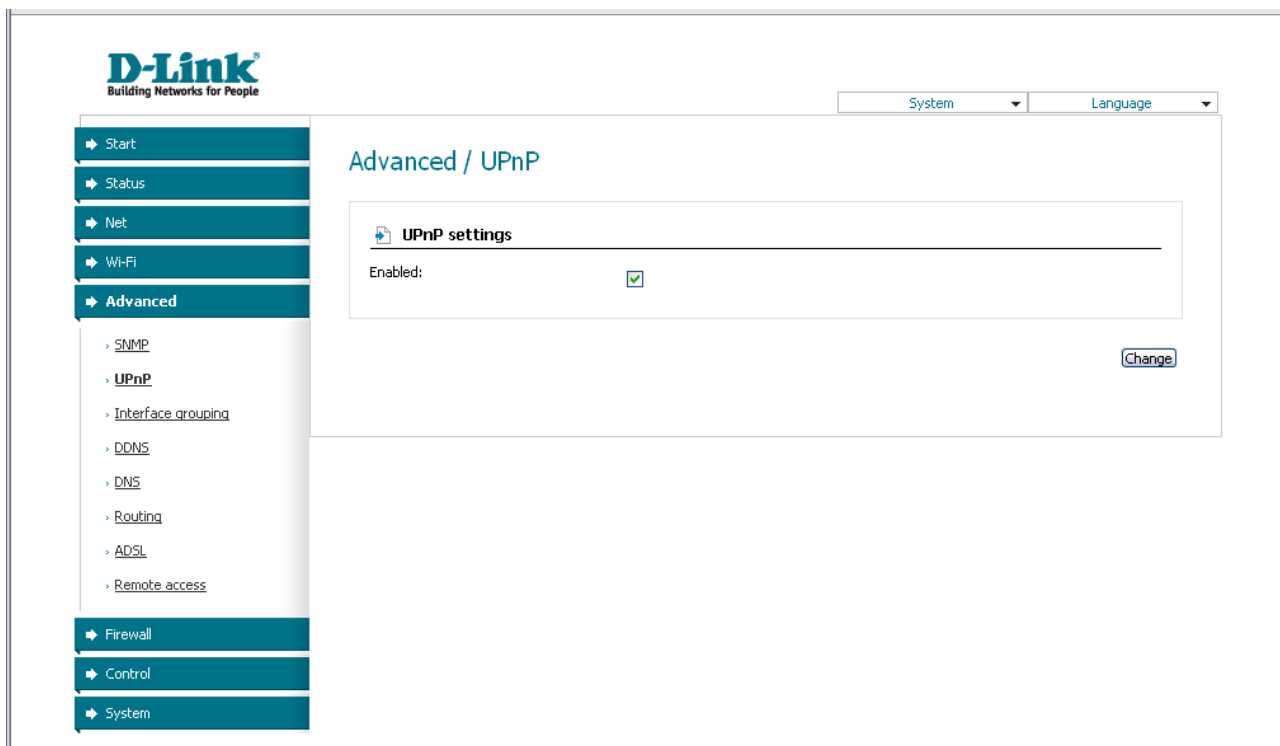 D-Link®
Building Networks for People
System
Language
Start
Status
Net
Wi-Fi
Advanced
SNMP
UPnP
Interface grouping
DDNS
DNS
Routing
ADSL
Remote access
Firewall
Control
System
Advanced / UPnP
UPnP settings
Enabled:
Change